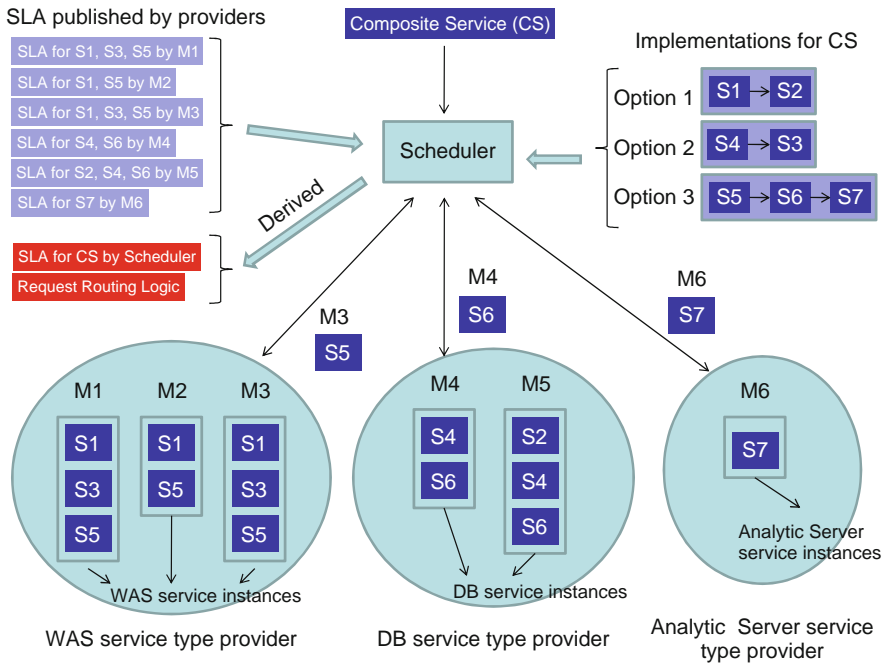 SLA published by providers
SLA for S1, S3, S5 by M1
SLA for S1, S5 by M2
SLA for S1, S3, S5 by M3
SLA for S4, S6 by M4
SLA for S2, S4, S6 by M5
SLA for S7 by M6
Composite Service (CS)
Implementations for CS
Option 1
S1
S2
Option 2
S4
S3
Option 3
S5
S6
S7
Scheduler
Derived
SLA for CS by Scheduler
Request Routing Logic
M3
S5
M4
S6
M6
S7
M1
M2
M3
S1
S3
S5
S1
S5
S1
S3
S5
WAS service instances
WAS service type provider
M4
M5
S4
S6
S2
S4
S6
DB service instances
DB service type provider
M6
S7
Analytic Server
service instances
Analytic Server service
type provider